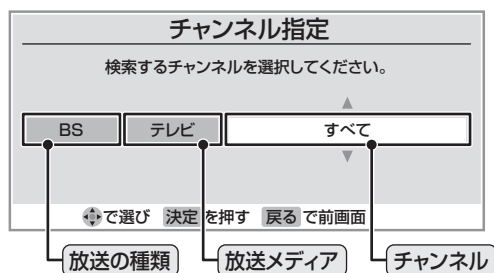 チャンネル指定
検索するチャンネルを選択してください。
BS テレビ すべて
で選び 決定 を押す 戻る で前画面
放送の種類 放送メディア チャンネル